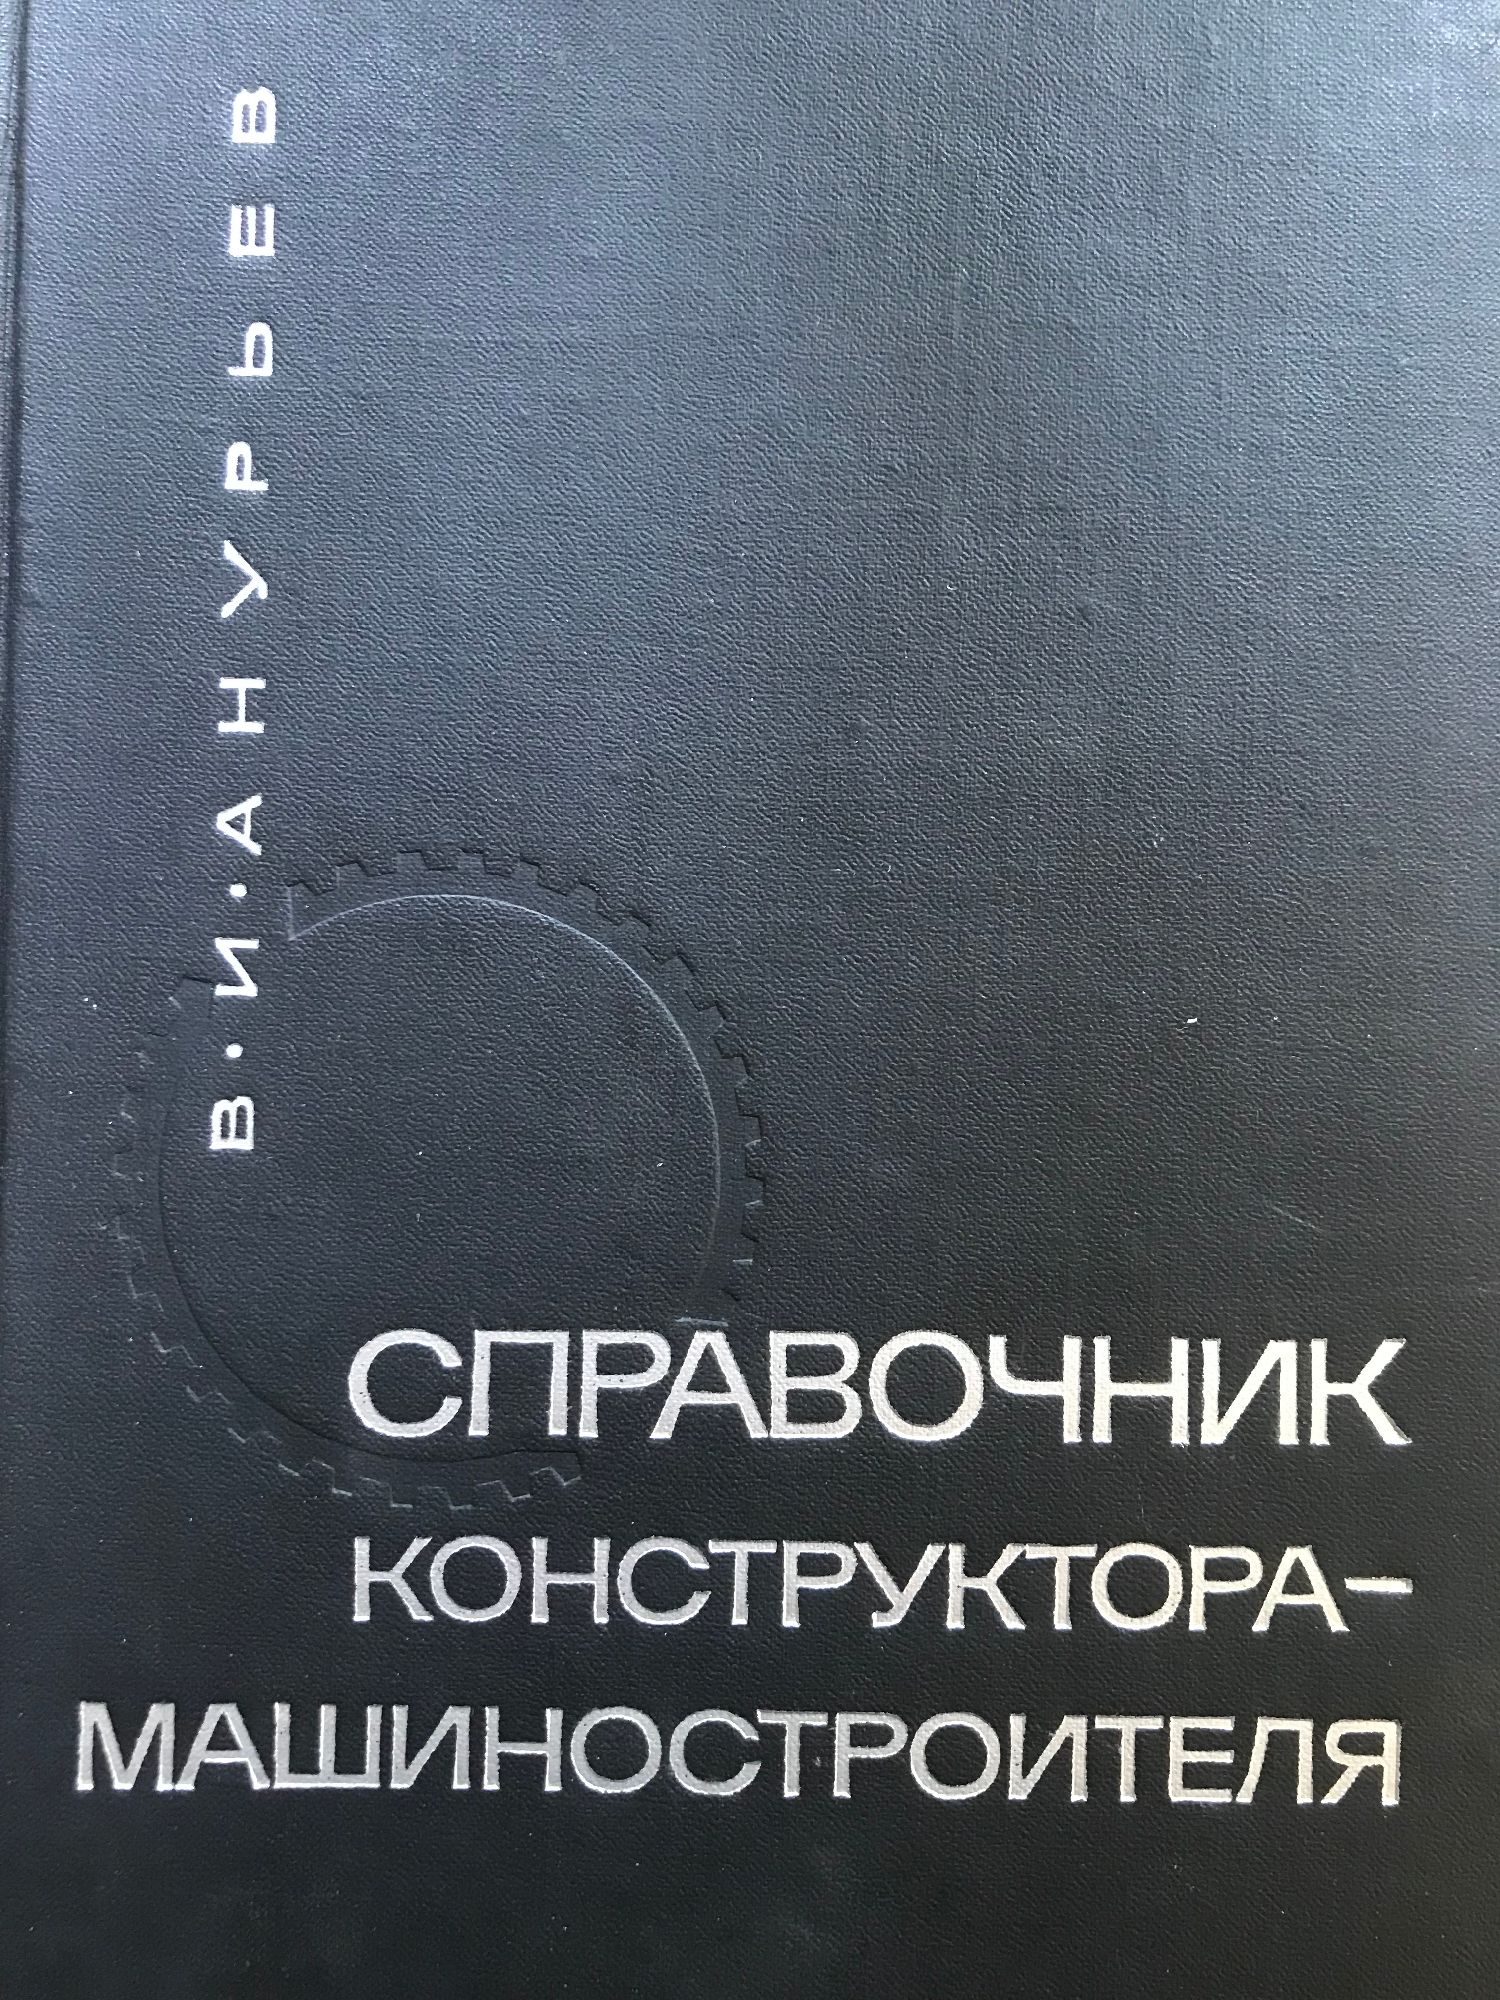 В·И·АНУРЬЕВ
СПРАВОЧНИК
КОНСТРУКТОРА-
МАШИНОСТРОИТЕЛЯ